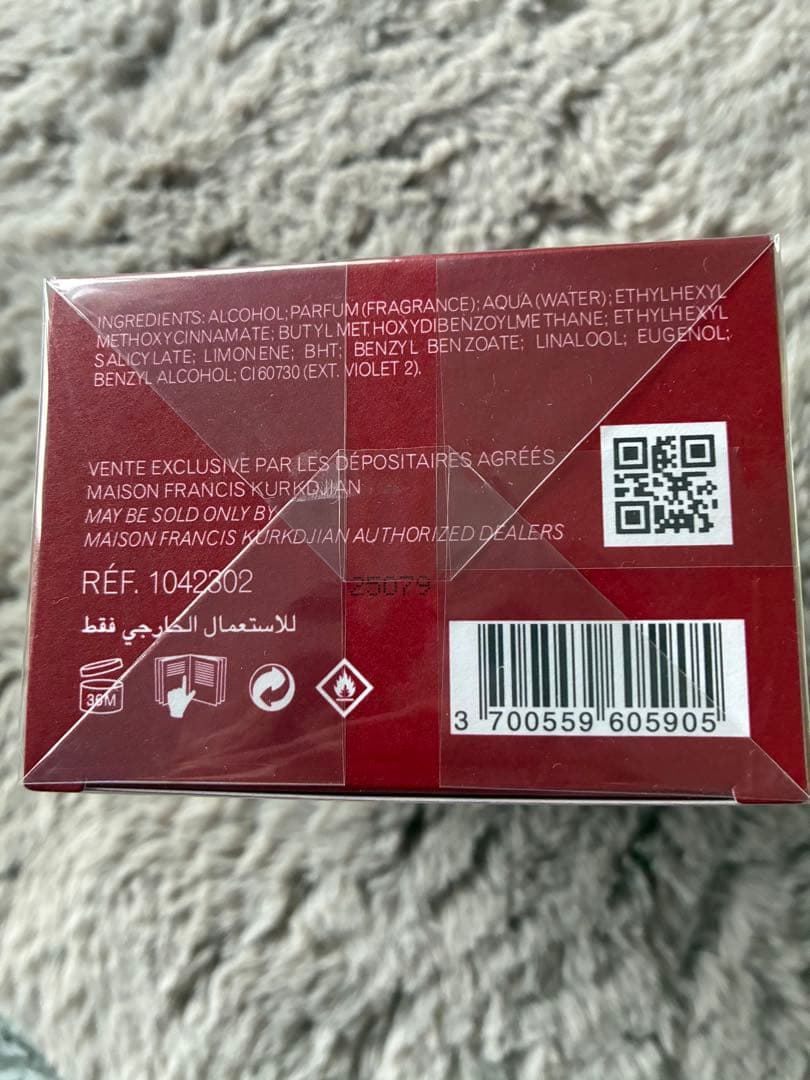 INGREDIENTS: ALCOHOL; PARFUM (FRAGRANCE); AQUA (WATER); ETHYLHEXYL
METHOXYCINNAMATE; BUTYL METHOXYDIBENZOYLMETHANE; ETHYLHEXYL
SALICYLATE; LIMONENE; BHT; BENZYL BENZOATE; LINALOOL; EUGENOL;
BENZYL ALCOHOL; CI 60730 (EXT. VIOLET 2).
VENTE EXCLUSIVE PAR LES DÉPOSITAIRES AGRÉÉS
MAISON FRANCIS KURKDJIAN
MAY BE SOLD ONLY BY
MAISON FRANCIS KURKDJIAN AUTHORIZED DEALERS
RÉF. 1042302
25079
للاستعمال الخارجي فقط
36M
3 700559 605905